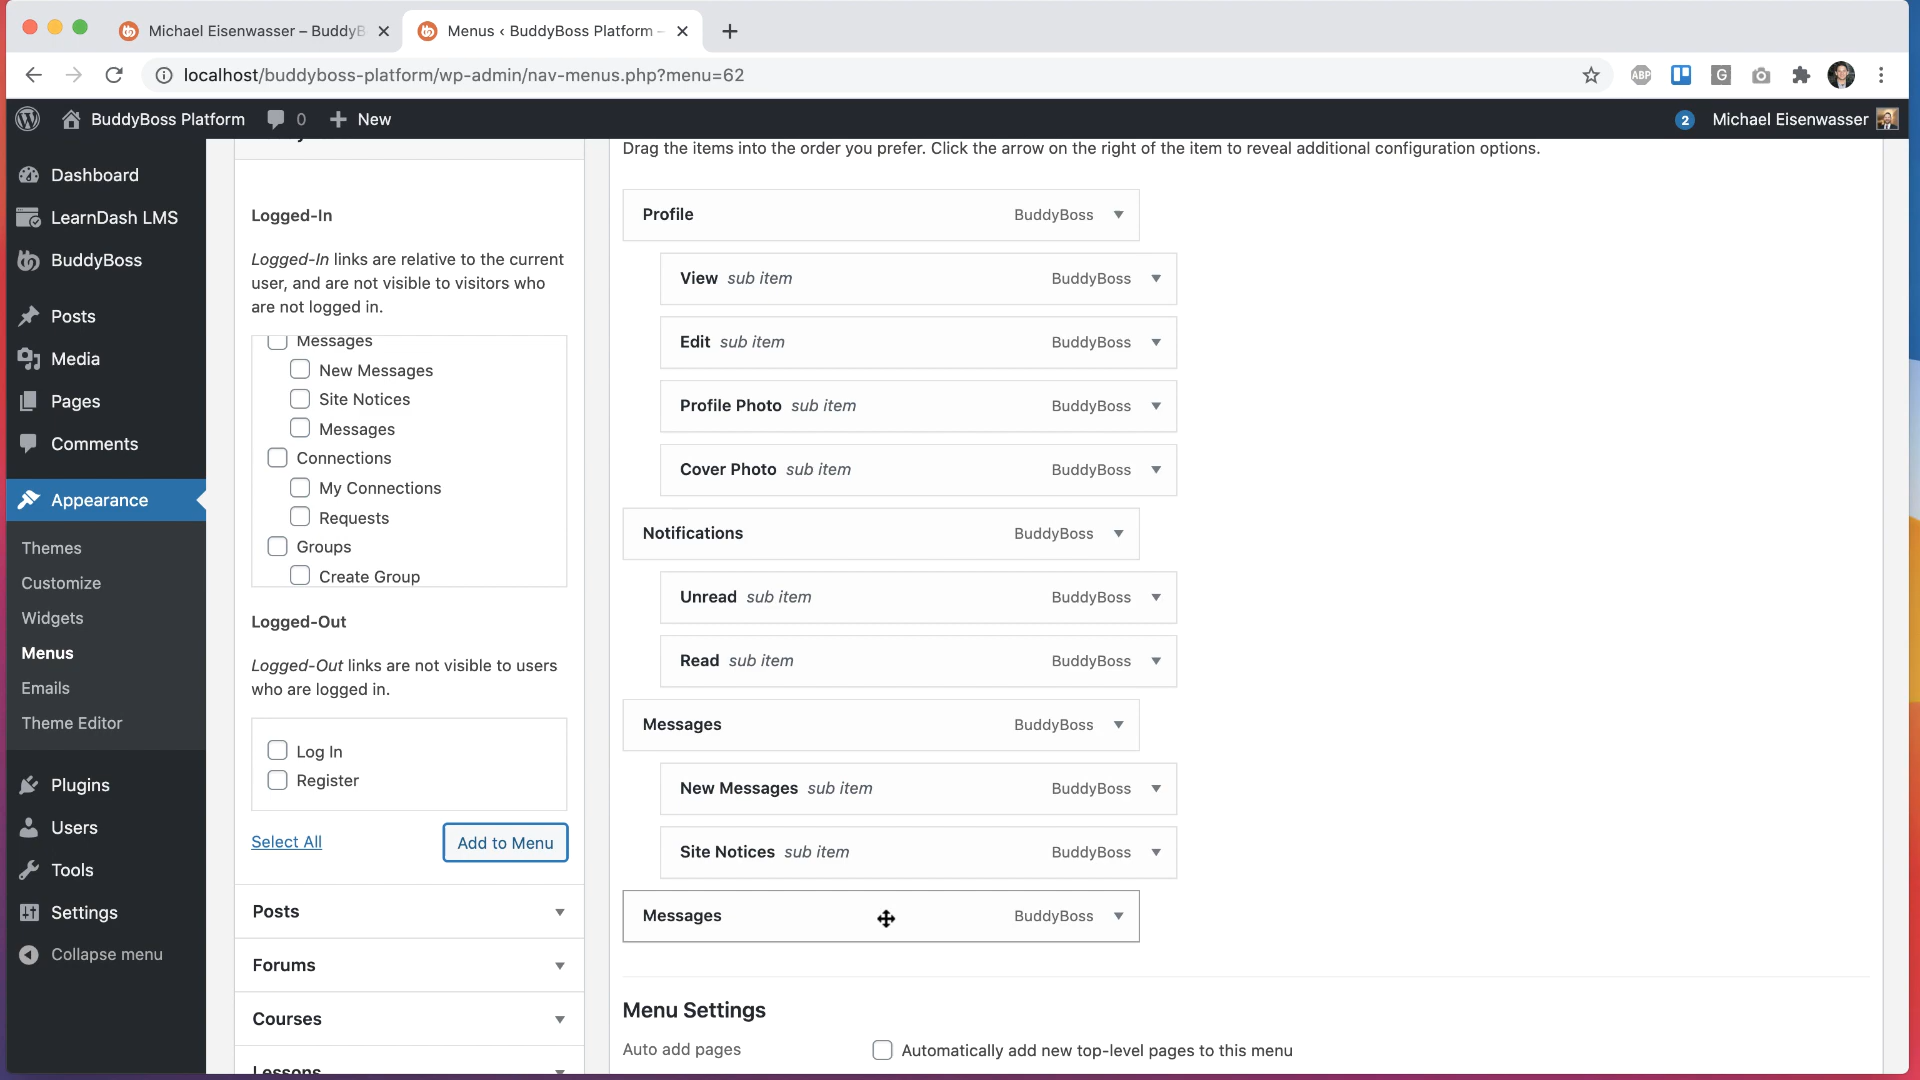 Michael Eisenwasser – BuddyB
Menus ‹ BuddyBoss Platform –
localhost/buddyboss-platform/wp-admin/nav-menus.php?menu=62
ABP
G
BuddyBoss Platform
0
New
2
Michael Eisenwasser
Dashboard
LearnDash LMS
BuddyBoss
Posts
Media
Pages
Comments
Appearance
Themes
Customize
Widgets
Menus
Emails
Theme Editor
Plugins
Users
Tools
Settings
Collapse menu
Logged-In
Logged-In links are relative to the current
user, and are not visible to visitors who
are not logged in.
Messages
New Messages
Site Notices
Messages
Connections
My Connections
Requests
Groups
Create Group
Logged-Out
Logged-Out links are not visible to users
who are logged in.
Log In
Register
Select All
Add to Menu
Posts
Forums
Courses
Lessons
Drag the items into the order you prefer. Click the arrow on the right of the item to reveal additional configuration options.
Profile BuddyBoss
View sub item BuddyBoss
Edit sub item BuddyBoss
Profile Photo sub item BuddyBoss
Cover Photo sub item BuddyBoss
Notifications BuddyBoss
Unread sub item BuddyBoss
Read sub item BuddyBoss
Messages BuddyBoss
New Messages sub item BuddyBoss
Site Notices sub item BuddyBoss
Messages BuddyBoss
Menu Settings
Auto add pages
Automatically add new top-level pages to this menu